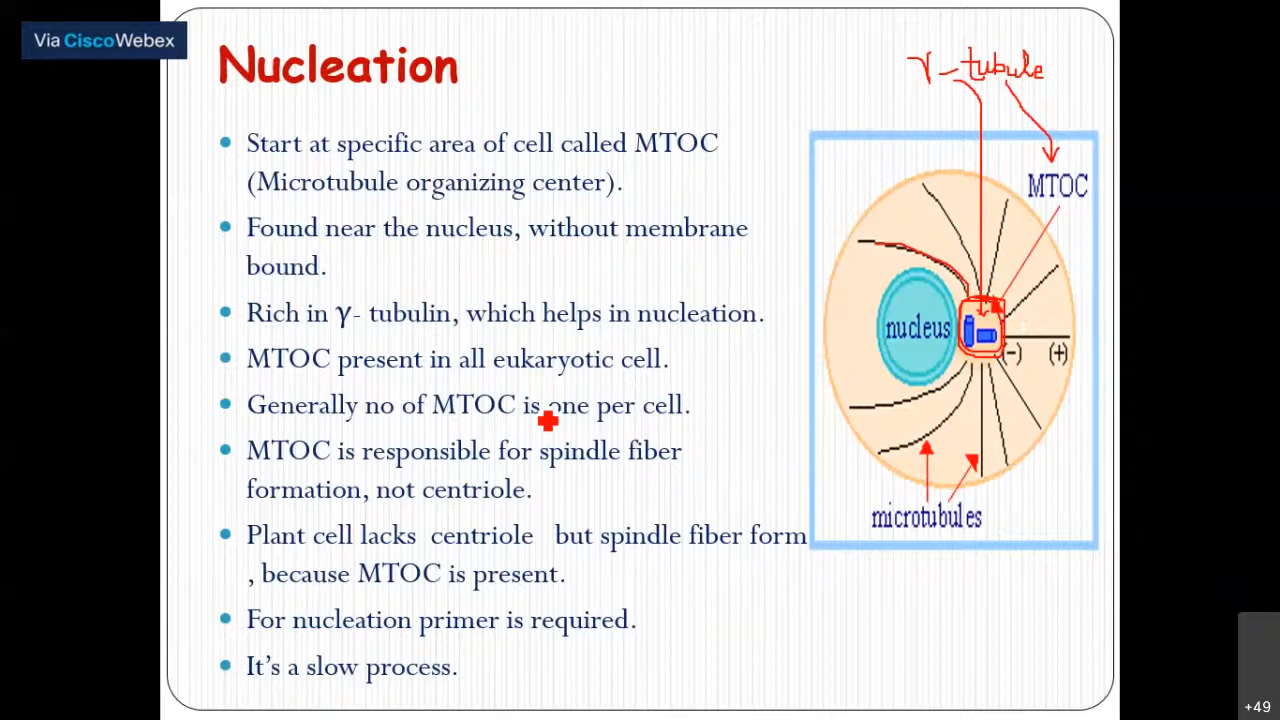 Via Cisco Webex
Nucleation
γ - tubule
Start at specific area of cell called MTOC
(Microtubule organizing center).
Found near the nucleus, without membrane
bound.
Rich in γ- tubulin, which helps in nucleation.
MTOC present in all eukaryotic cell.
Generally no of MTOC is one per cell.
MTOC is responsible for spindle fiber
formation, not centriole.
Plant cell lacks centriole but spindle fiber form
, because MTOC is present.
For nucleation primer is required.
It's a slow process.
MTOC
nucleus
(-) (+)
microtubules
+49